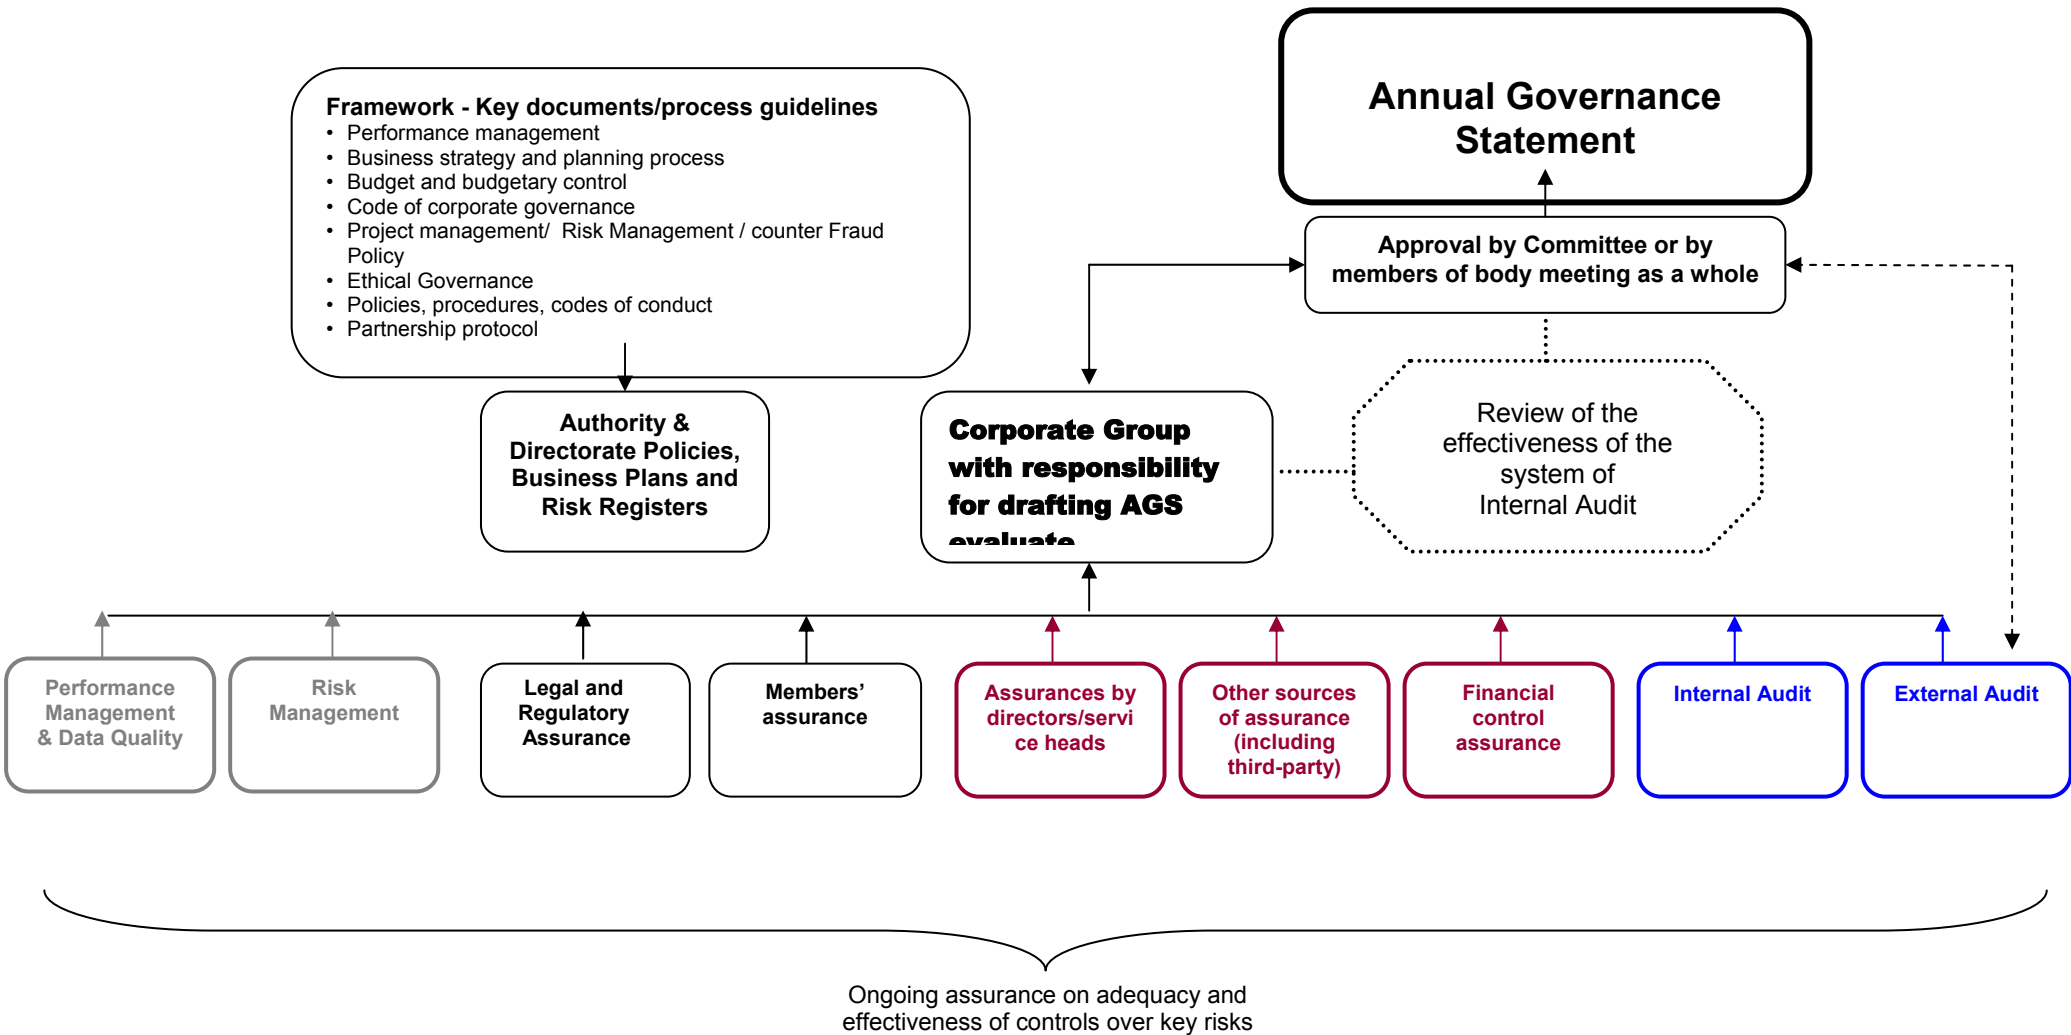 Framework - Key documents/process guidelines
• Performance management
• Business strategy and planning process
• Budget and budgetary control
• Code of corporate governance
• Project management/ Risk Management / counter Fraud
Policy
• Ethical Governance
• Policies, procedures, codes of conduct
• Partnership protocol
Annual Governance
Statement
Approval by Committee or by
members of body meeting as a whole
Authority &
Directorate Policies,
Business Plans and
Risk Registers
Corporate Group
with responsibility
for drafting AGS
evaluate
Review of the
effectiveness of the
system of
Internal Audit
Performance
Management
& Data Quality
Risk
Management
Legal and
Regulatory
Assurance
Members’
assurance
Assurances by
directors/servi
ce heads
Other sources
of assurance
(including
third-party)
Financial
control
assurance
Internal Audit
External Audit
Ongoing assurance on adequacy and
effectiveness of controls over key risks